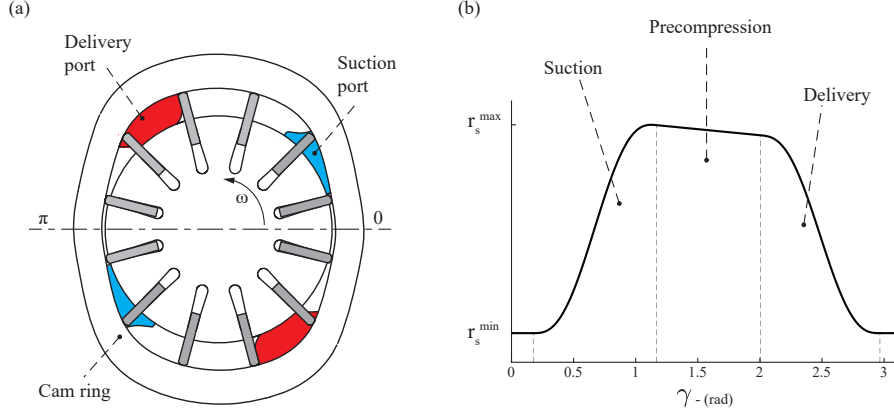 (a)
Delivery
port
Suction
port
ω
π
0
Cam ring
(b)
Precompression
Suction
Delivery
r_s^max
r_s^min
0 0.5 1 1.5 2 2.5 3
γ - (rad)